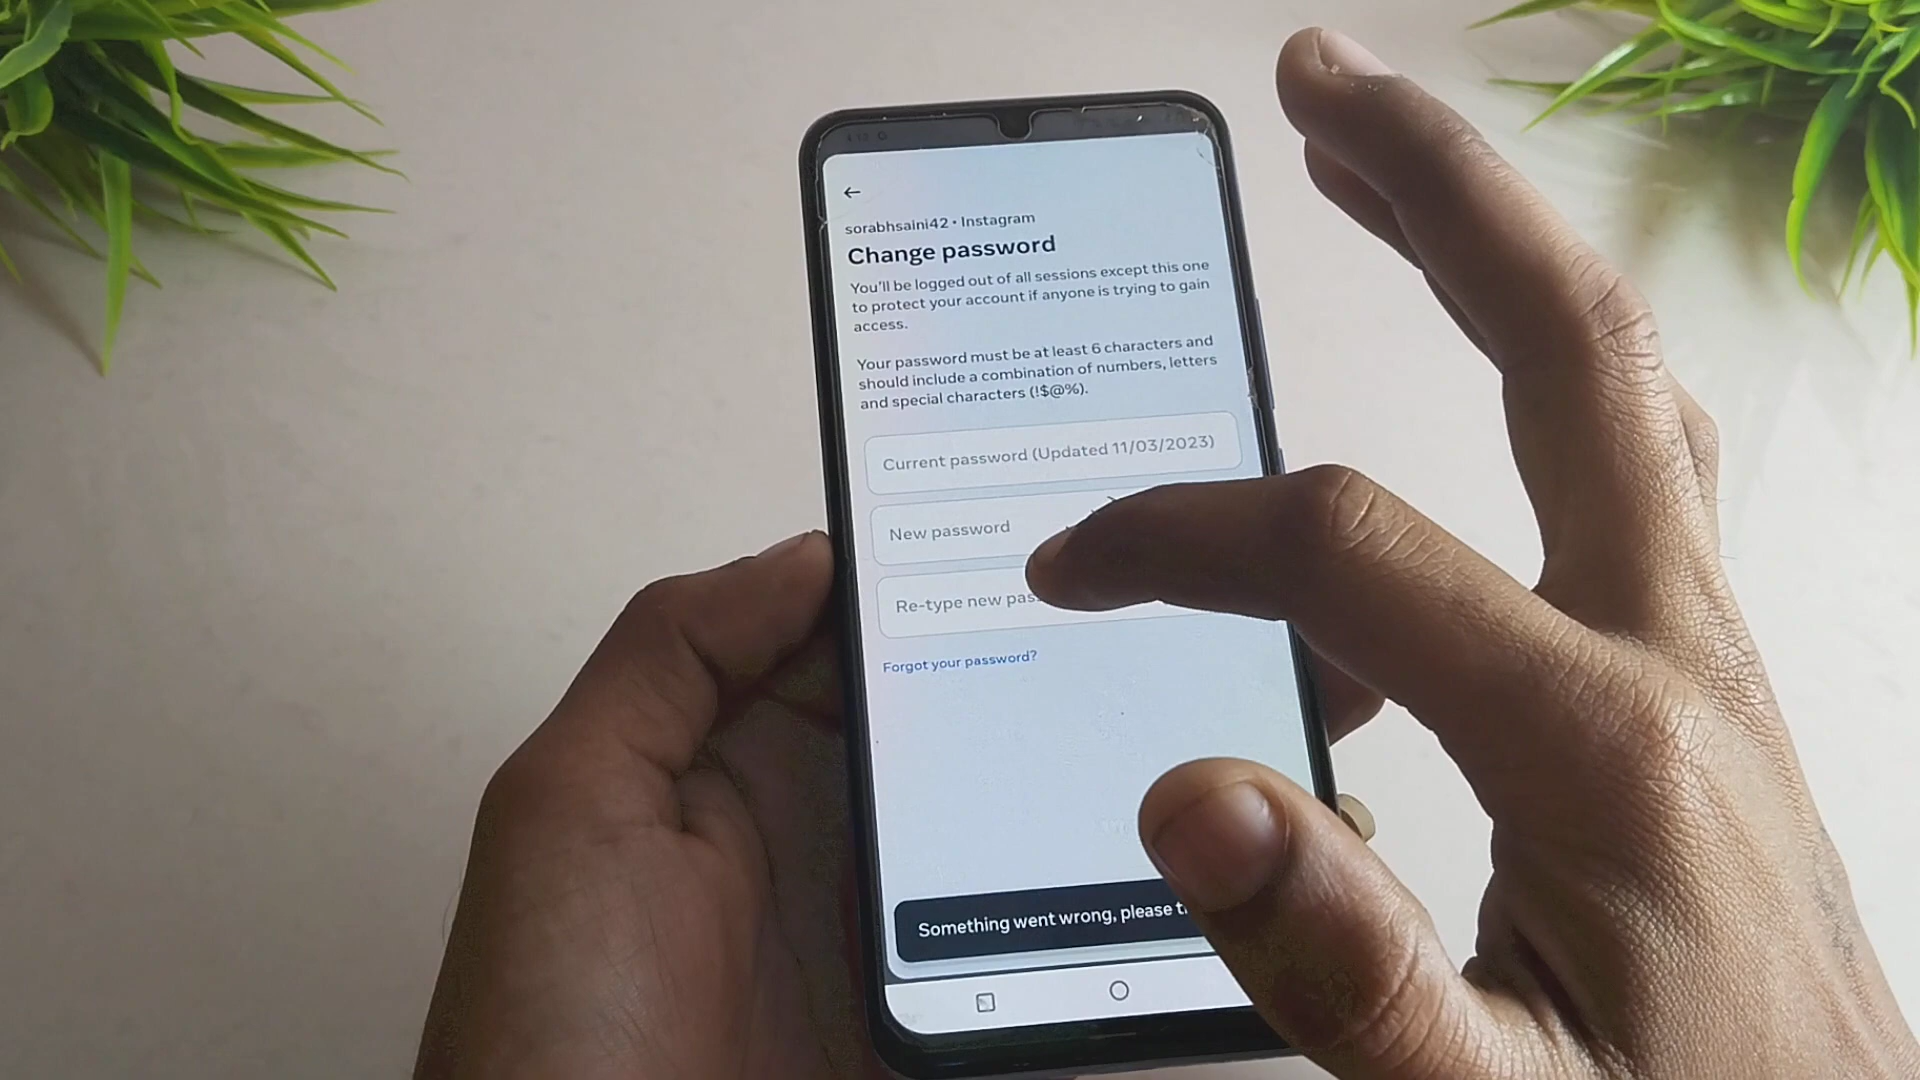 sorabhsaini42 • Instagram
Change password
You'll be logged out of all sessions except this one
to protect your account if anyone is trying to gain
access.
Your password must be at least 6 characters and
should include a combination of numbers, letters
and special characters (!$@%).
Current password (Updated 11/03/2023)
New password
Re-type new pas
Forgot your password?
Something went wrong, please t